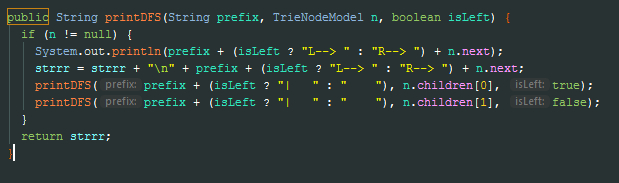 public String printDFS(String prefix, TrieNodeModel n, boolean isLeft) {
if (n != null) {
System.out.println(prefix + (isLeft ? "L--> " : "R--> ") + n.next);
strrr = strrr + "\n" + prefix + (isLeft ? "L--> " : "R--> ") + n.next;
printDFS( prefix: prefix + (isLeft ? "|   " : "    "), n.children[0], isLeft: true);
printDFS( prefix: prefix + (isLeft ? "|   " : "    "), n.children[1], isLeft: false);
}
return strrr;
}